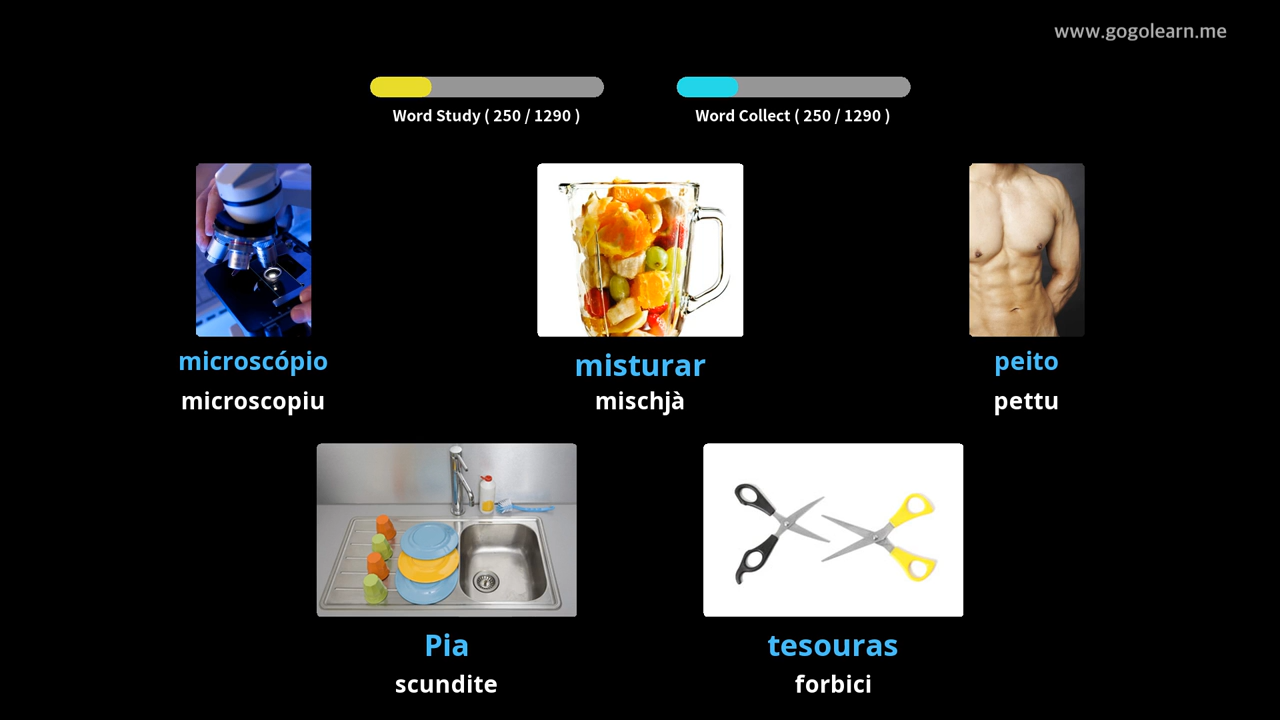 www.gogolearn.me
Word Study ( 250 / 1290 )
Word Collect ( 250 / 1290 )
microscópio
microscopiu
misturar
mischjà
peito
pettu
Pia
scundite
tesouras
forbici